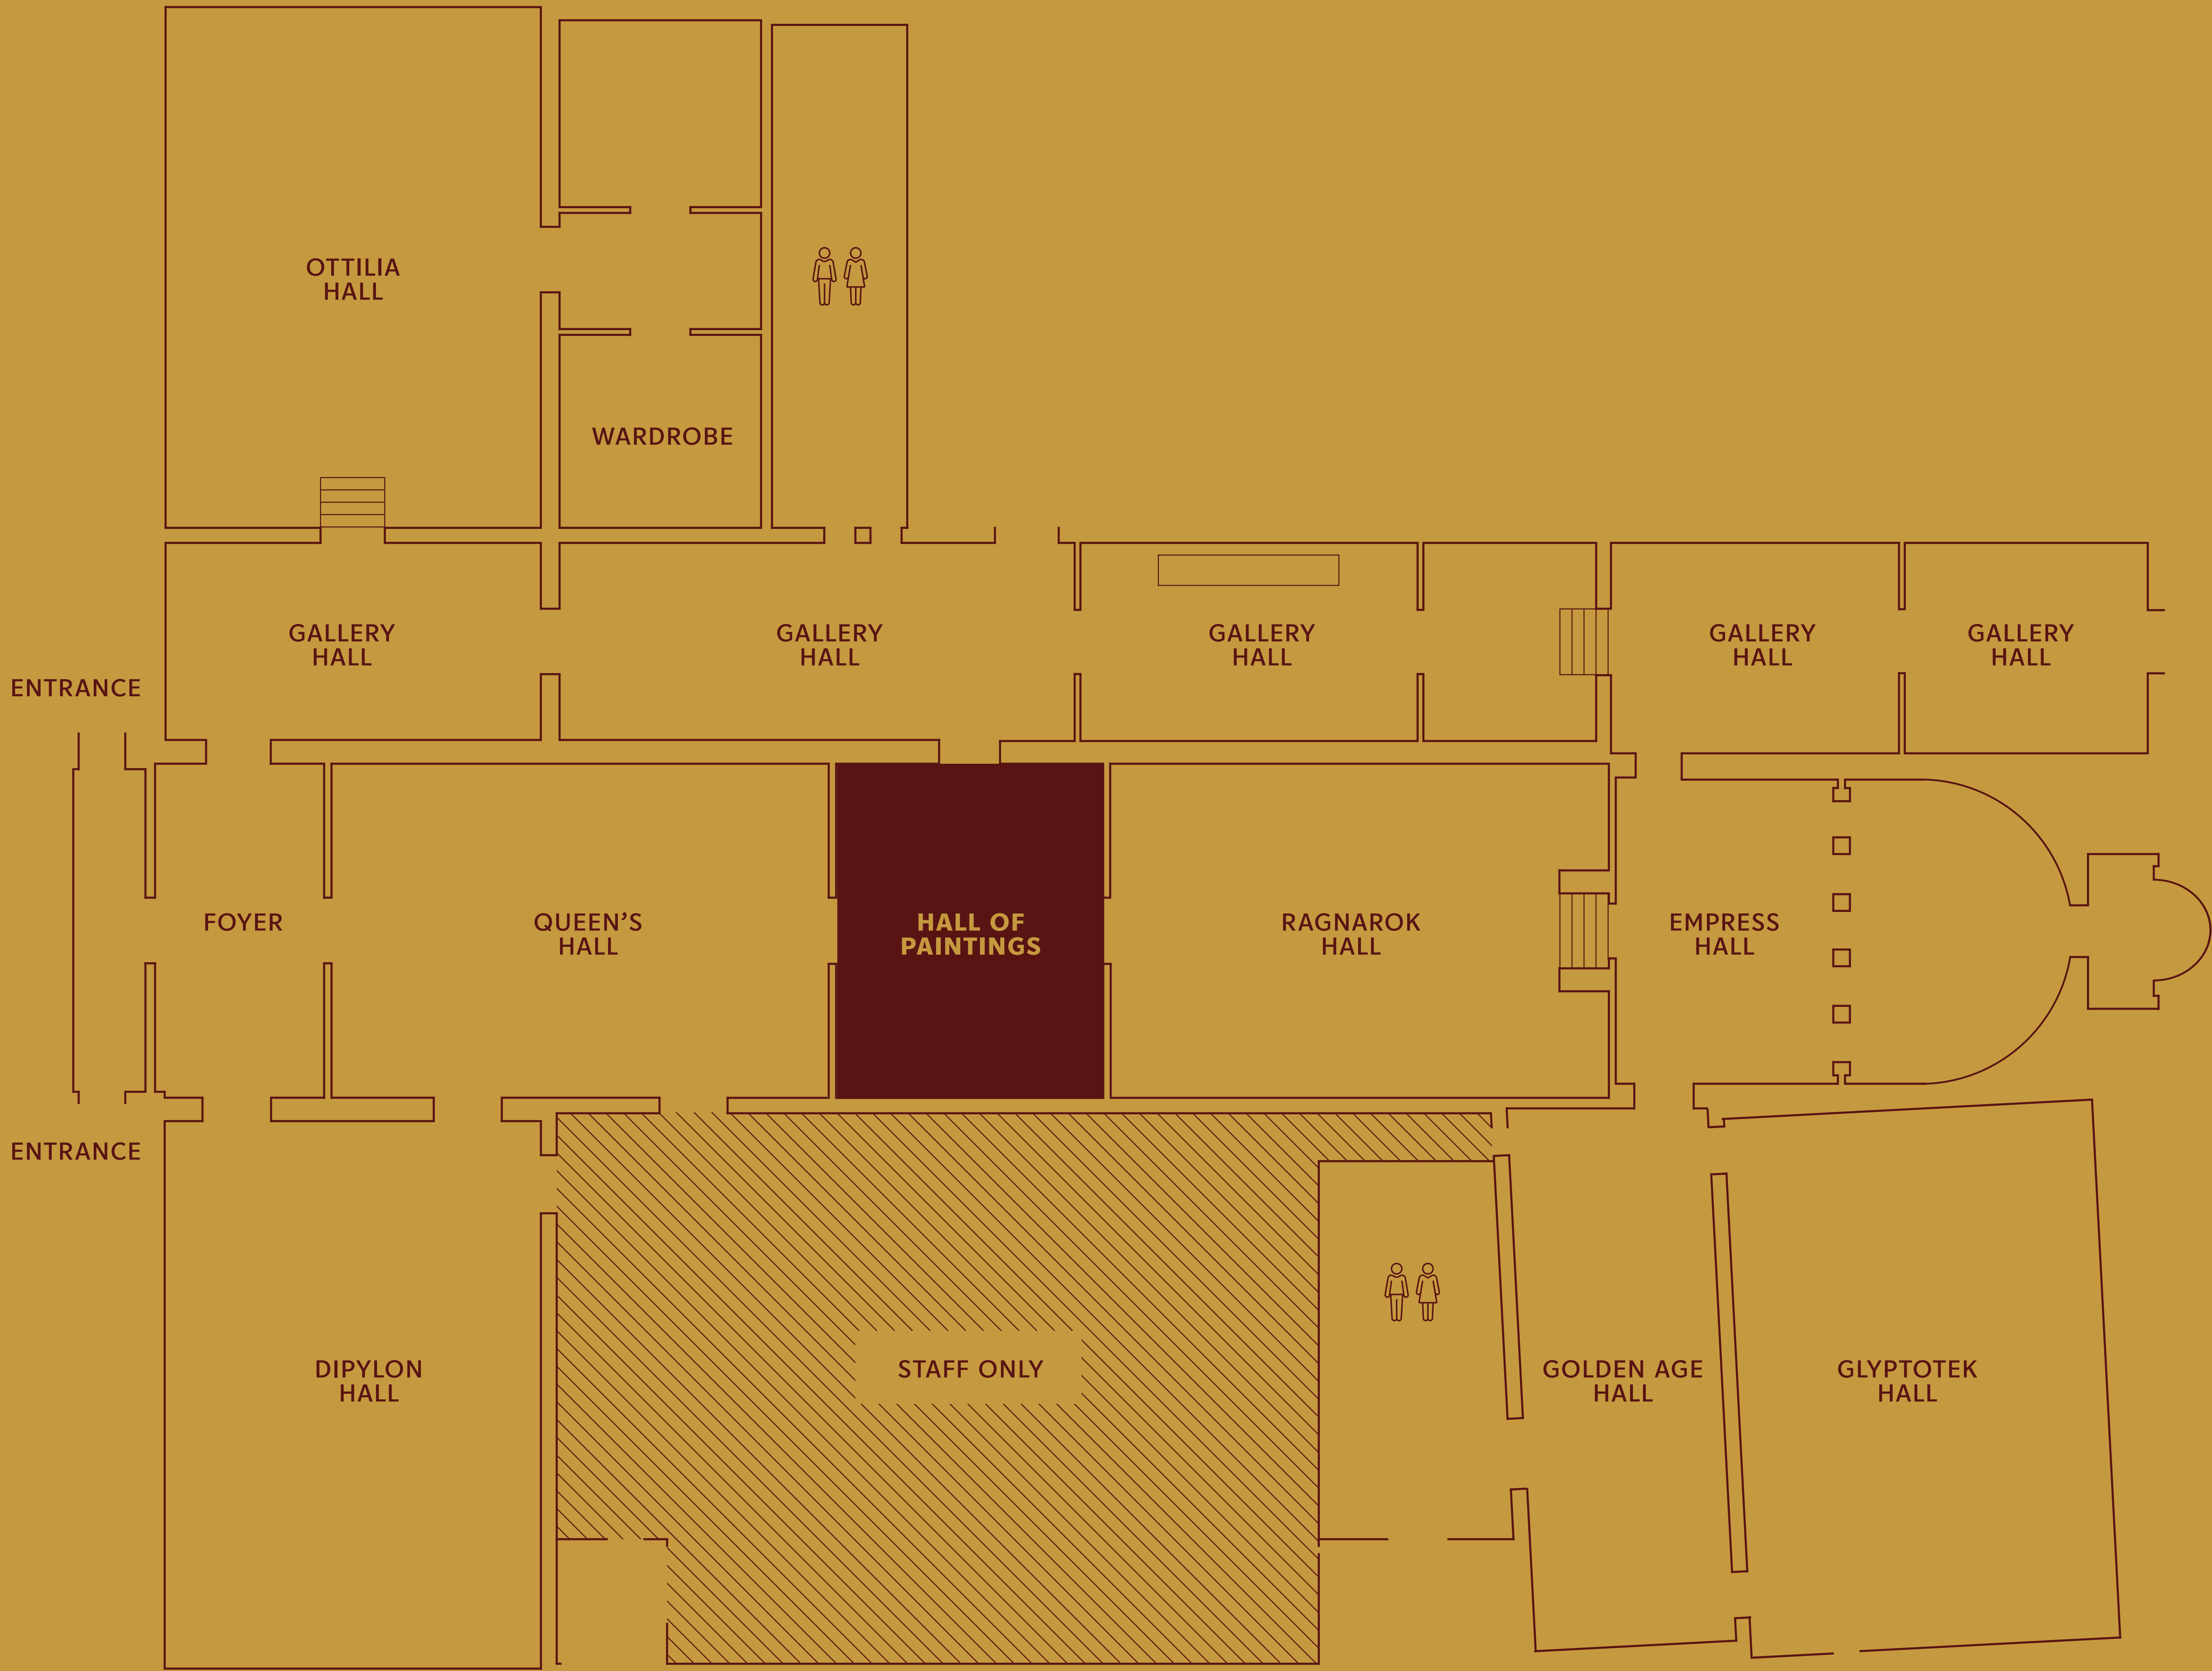 OTTILIA
HALL
WARDROBE
GALLERY
HALL
GALLERY
HALL
GALLERY
HALL
GALLERY
HALL
GALLERY
HALL
ENTRANCE
FOYER
QUEEN’S
HALL
HALL OF
PAINTINGS
RAGNAROK
HALL
EMPRESS
HALL
ENTRANCE
DIPYLON
HALL
STAFF ONLY
GOLDEN AGE
HALL
GLYPTOTEK
HALL